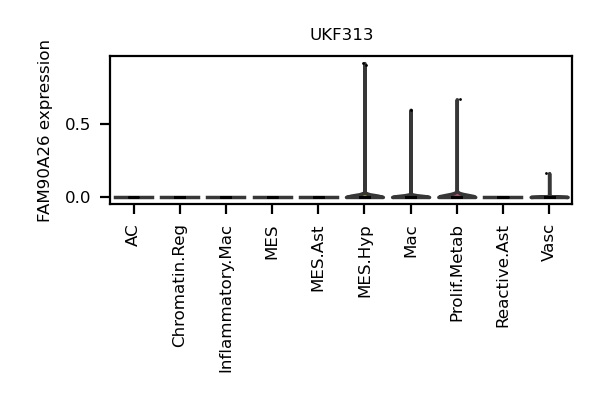 UKF313
FAM90A26 expression
0.5
0.0
AC
Chromatin.Reg
Inflammatory.Mac
MES
MES.Ast
MES.Hyp
Mac
Prolif.Metab
Reactive.Ast
Vasc